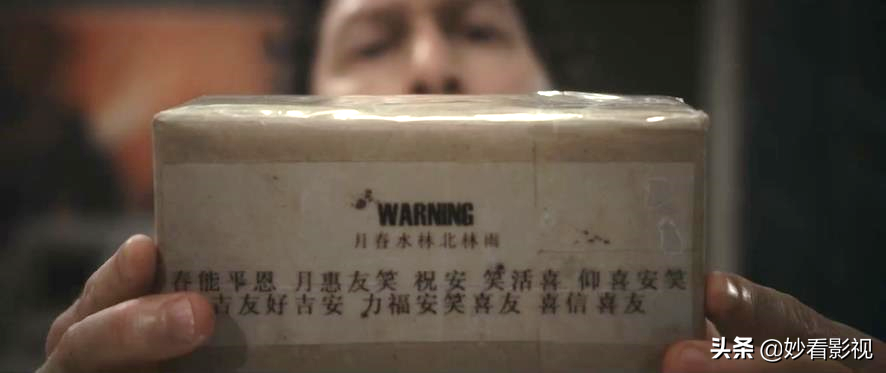 WARNING
月春水林北林雨
春能平恩 月惠友笑 祝安 笑活喜 仰喜安笑
吉友好吉安 力福安笑喜友 喜信喜友
头条 @妙看影视